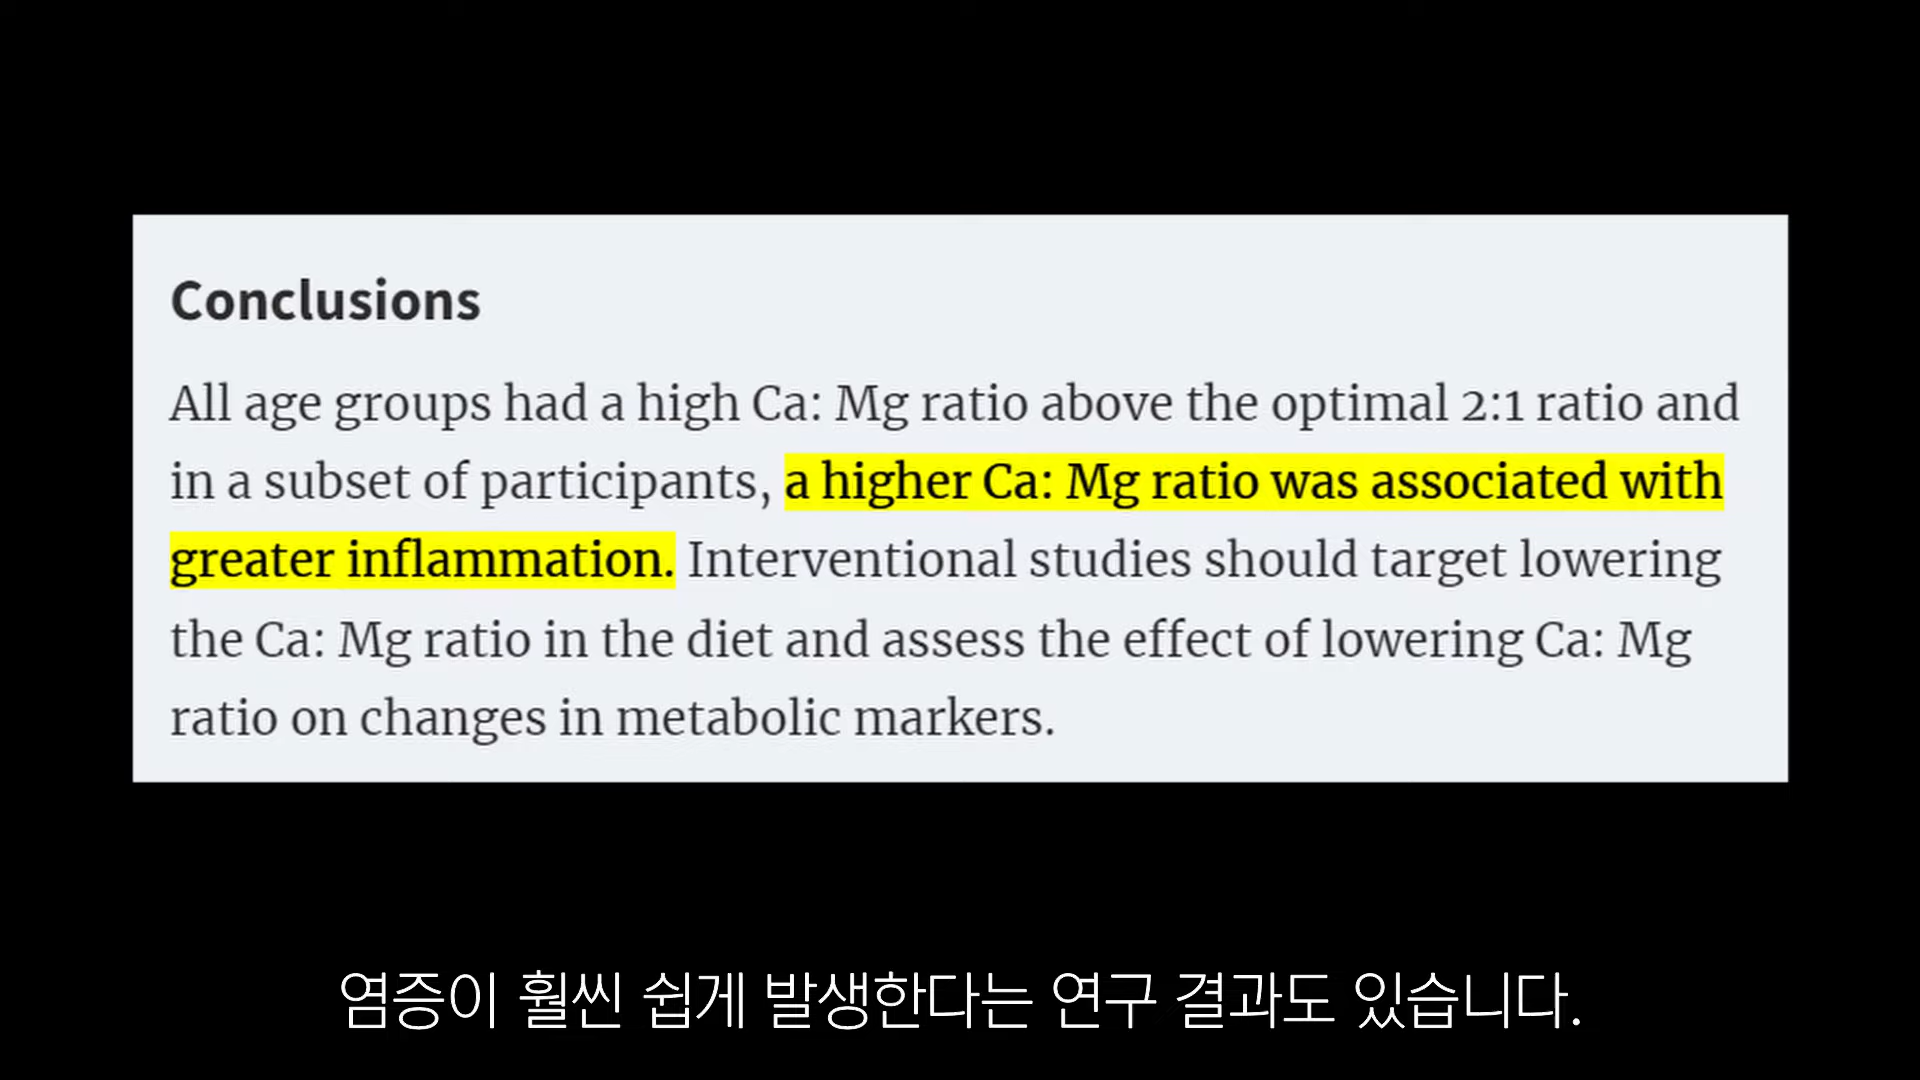 Conclusions
All age groups had a high Ca: Mg ratio above the optimal 2:1 ratio and
in a subset of participants, a higher Ca: Mg ratio was associated with
greater inflammation. Interventional studies should target lowering
the Ca: Mg ratio in the diet and assess the effect of lowering Ca: Mg
ratio on changes in metabolic markers.
염증이 훨씬 쉽게 발생한다는 연구 결과도 있습니다.